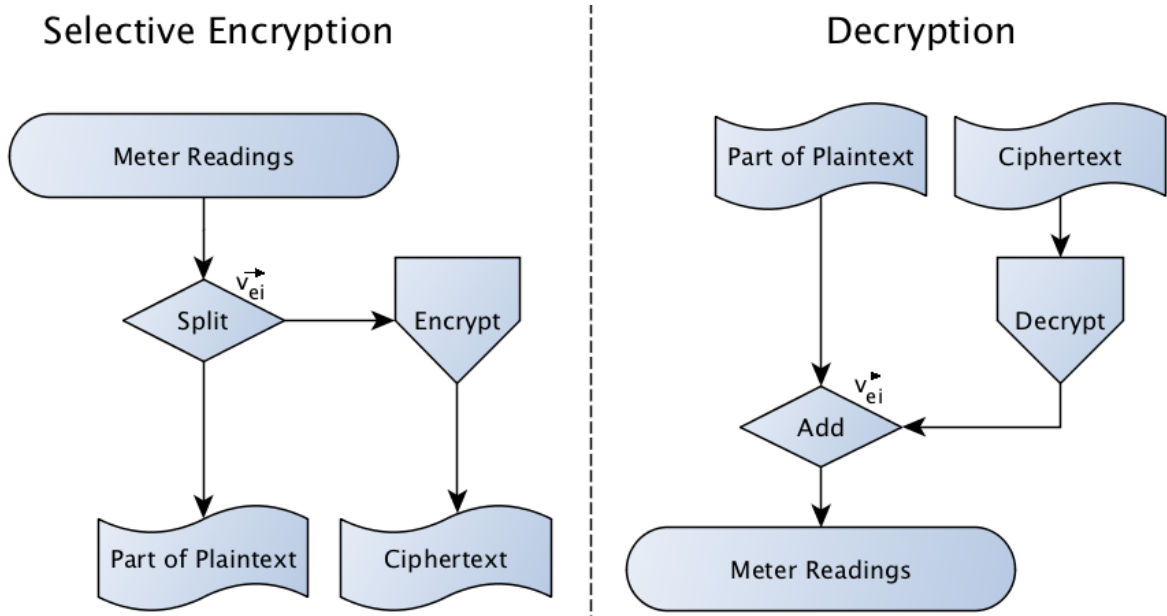 Selective Encryption
Meter Readings
v⃗ei
Split
Encrypt
Part of Plaintext
Ciphertext
Decryption
Part of Plaintext
Ciphertext
Decrypt
v⃗ei
Add
Meter Readings